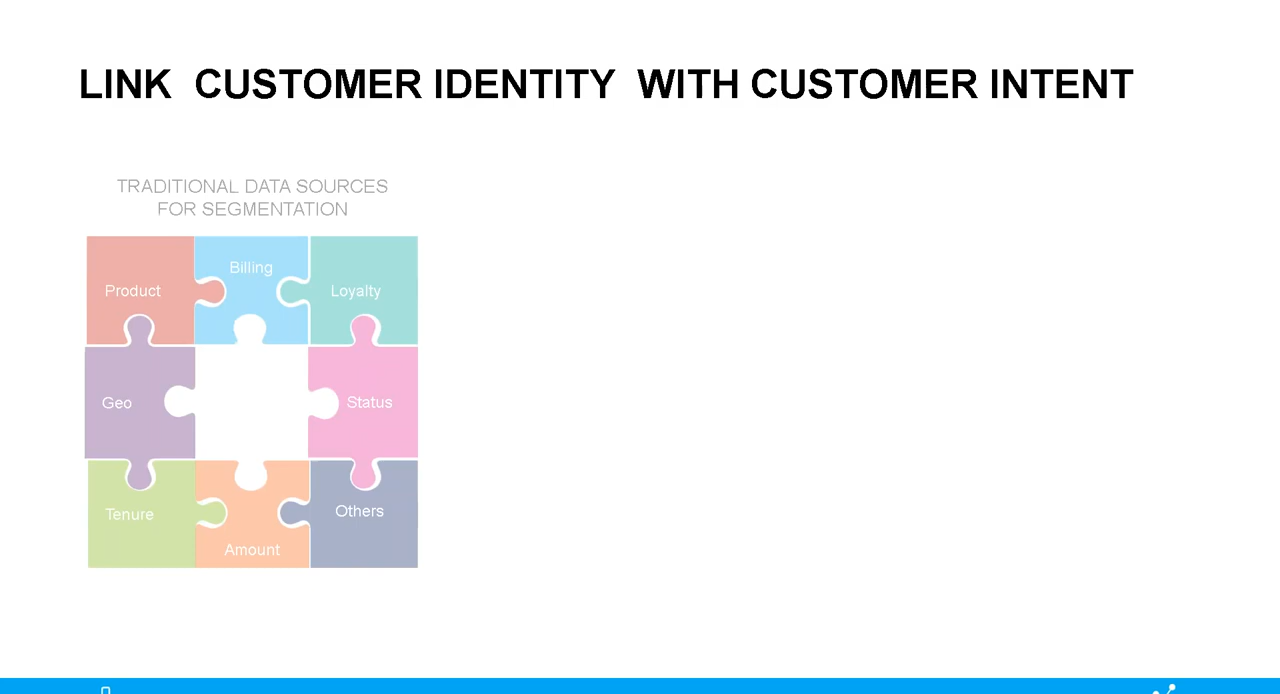 LINK CUSTOMER IDENTITY WITH CUSTOMER INTENT
TRADITIONAL DATA SOURCES
FOR SEGMENTATION
Product
Billing
Loyalty
Geo
Status
Tenure
Amount
Others